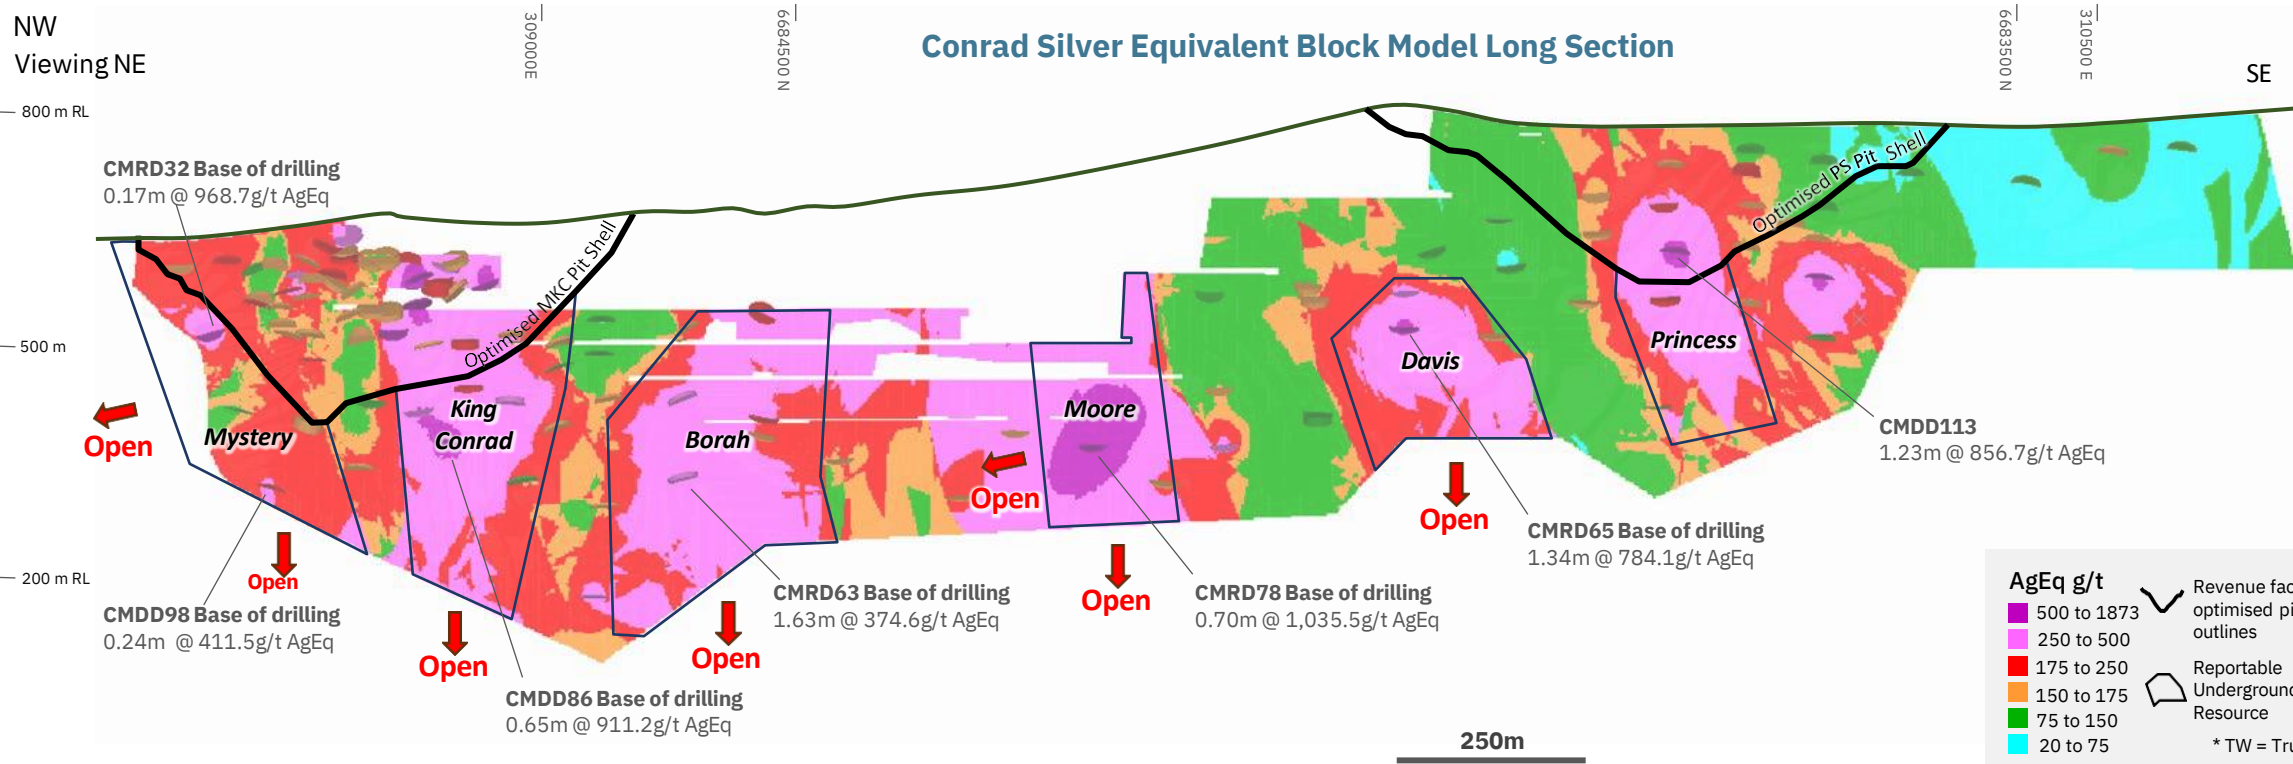 NW
Viewing NE
309000E
6684500 N
Conrad Silver Equivalent Block Model Long Section
6683500 N
310500 E
SE
800 m RL
500 m
200 m RL
CMRD32 Base of drilling
0.17m @ 968.7g/t AgEq
Optimised MKC Pit Shell
Optimised PS Pit Shell
Open
Mystery
King
Conrad
Borah
Moore
Davis
Princess
Open
Open
Open
Open
Open
Open
CMDD113
1.23m @ 856.7g/t AgEq
CMRD65 Base of drilling
1.34m @ 784.1g/t AgEq
CMRD78 Base of drilling
0.70m @ 1,035.5g/t AgEq
CMRD63 Base of drilling
1.63m @ 374.6g/t AgEq
CMDD98 Base of drilling
0.24m @ 411.5g/t AgEq
CMDD86 Base of drilling
0.65m @ 911.2g/t AgEq
250m
AgEq g/t
500 to 1873
250 to 500
175 to 250
150 to 175
75 to 150
20 to 75
Revenue
optimised
outlines
Reportable
Resource
* TW =